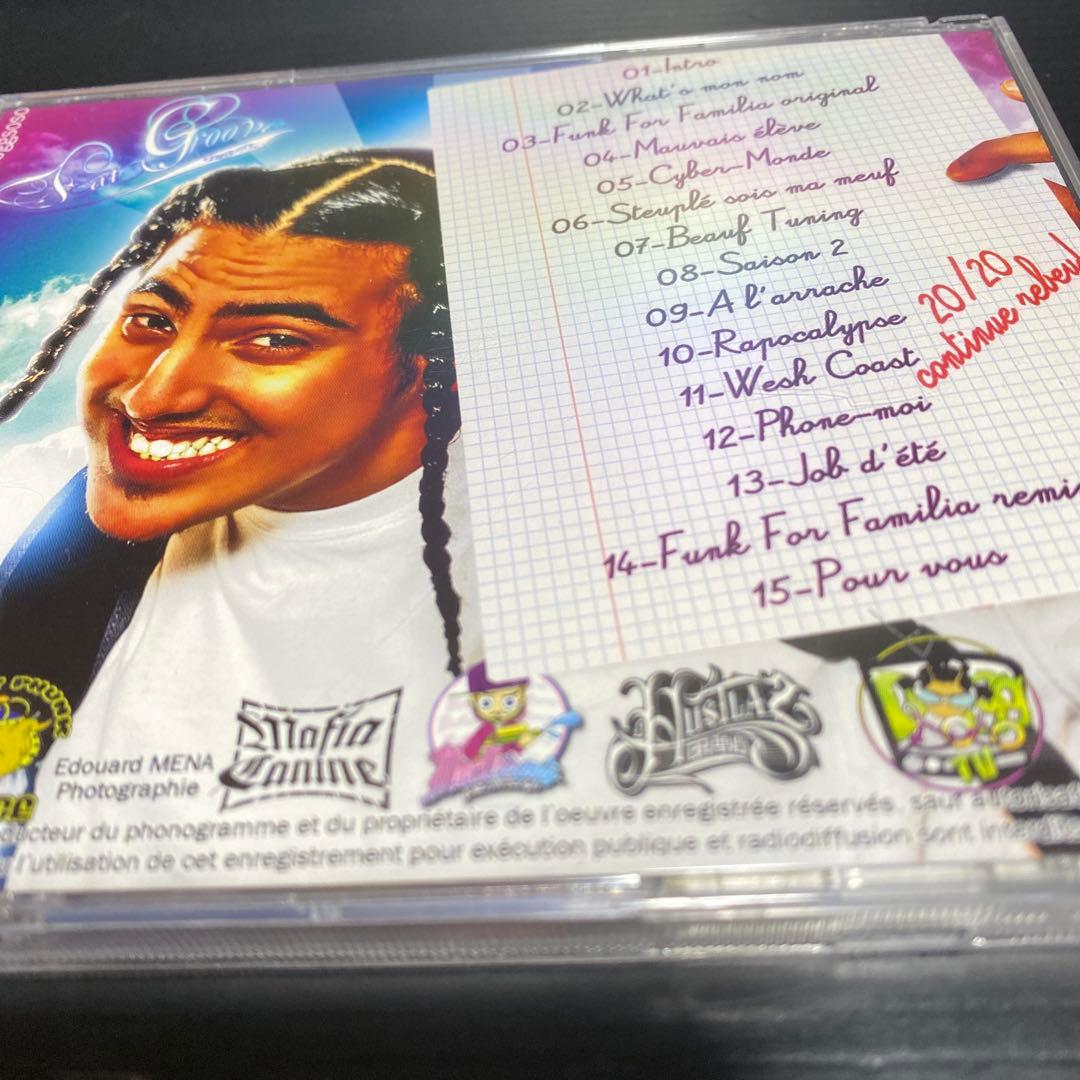 Fat Groove
01-Intro
02-What's mon nom
03-Funk For Familia original
04-Mauvais élève
05-Cyber-Monde
06-Steuplé sois ma meuf
07-Beauf Tuning
08-Saison 2
09-A l'arrache
10-Rapocalypse
11-Wesh Coast
12-Phone-moi
13-Job d'été
14-Funk For Familia remi
15-Pour vous
20/20
continue
Mafia
Canine
TV
Edouard MENA
Photographie
du phonogramme et du propriétaire de l'oeuvre enregistrée réservés, sauf
l'utilisation de cet enregistrement pour exécution publique et radiodiffusion sont